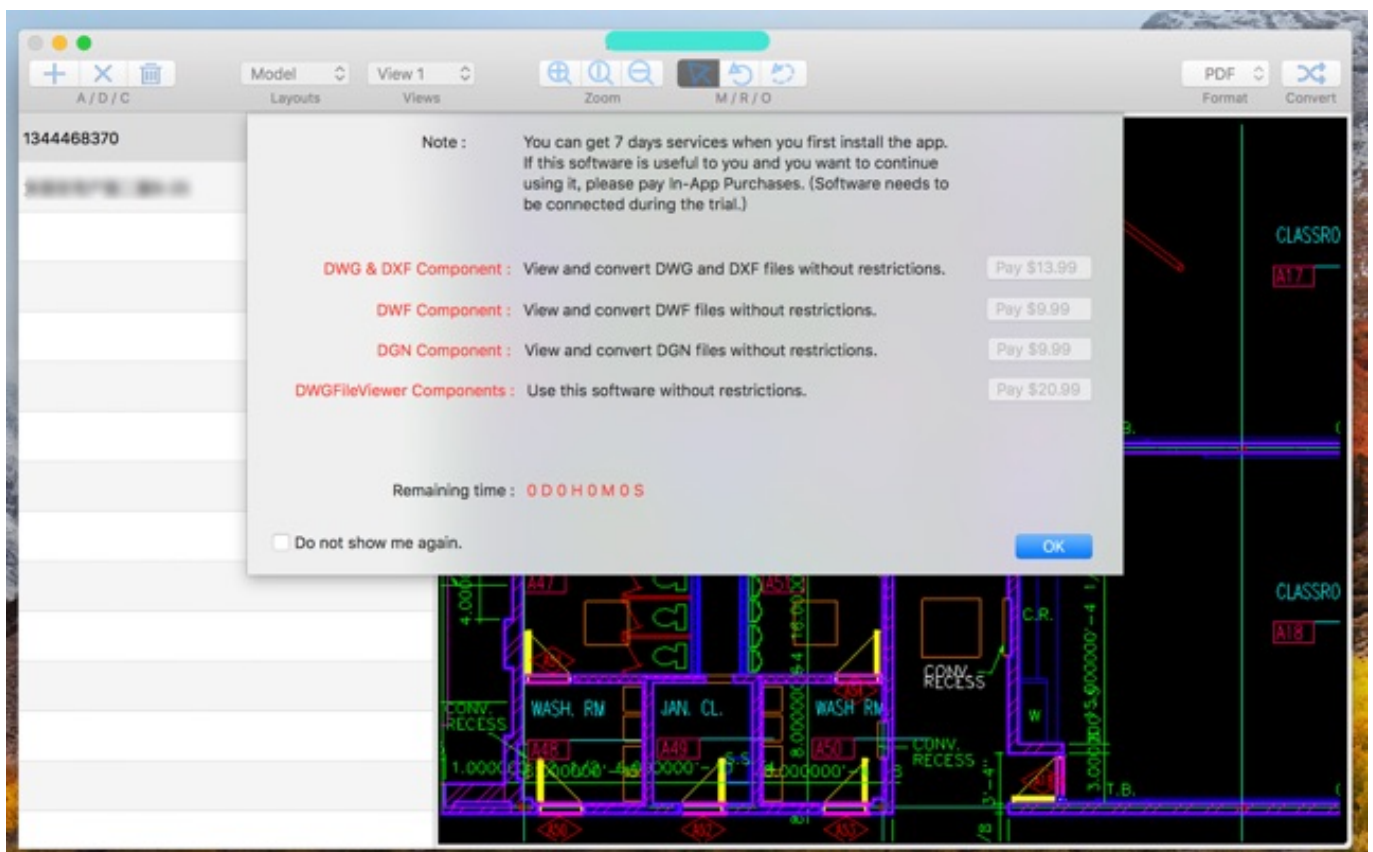 Model
View 1
PDF
A / D / C
Layouts
Views
Zoom
M / R / O
Format
Convert
1344468370
Note :
You can get 7 days services when you first install the app.
If this software is useful to you and you want to continue
using it, please pay In-App Purchases. (Software needs to
be connected during the trial.)
DWG & DXF Component : View and convert DWG and DXF files without restrictions. Pay $13.99
DWF Component : View and convert DWF files without restrictions. Pay $9.99
DGN Component : View and convert DGN files without restrictions. Pay $9.99
DWGFileViewer Components : Use this software without restrictions. Pay $20.99
Remaining time : 0 D 0 H 0 M 0 S
Do not show me again.
OK
CLASSRO
A17
B.
A47
A51
C.R.
CLASSRO
A18
CONV.
RECESS
CONV.
RECESS
WASH. RM
JAN. CL.
WASH RM
W
A48
A49
S.S.
A50
CONV.
RECESS
3'-4"
T.B.
A50
A52
A53